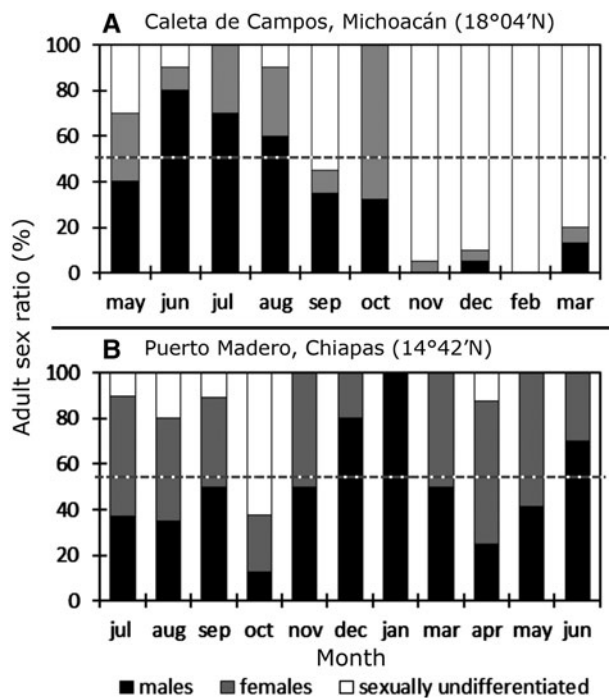 A Caleta de Campos, Michoacán (18°04′N)
100
80
60
40
20
0
may jun jul aug sep oct nov dec feb mar
Adult sex ratio (%)
B Puerto Madero, Chiapas (14°42′N)
100
80
60
40
20
0
jul aug sep oct nov dec jan mar apr may jun
Month
males females sexually undifferentiated